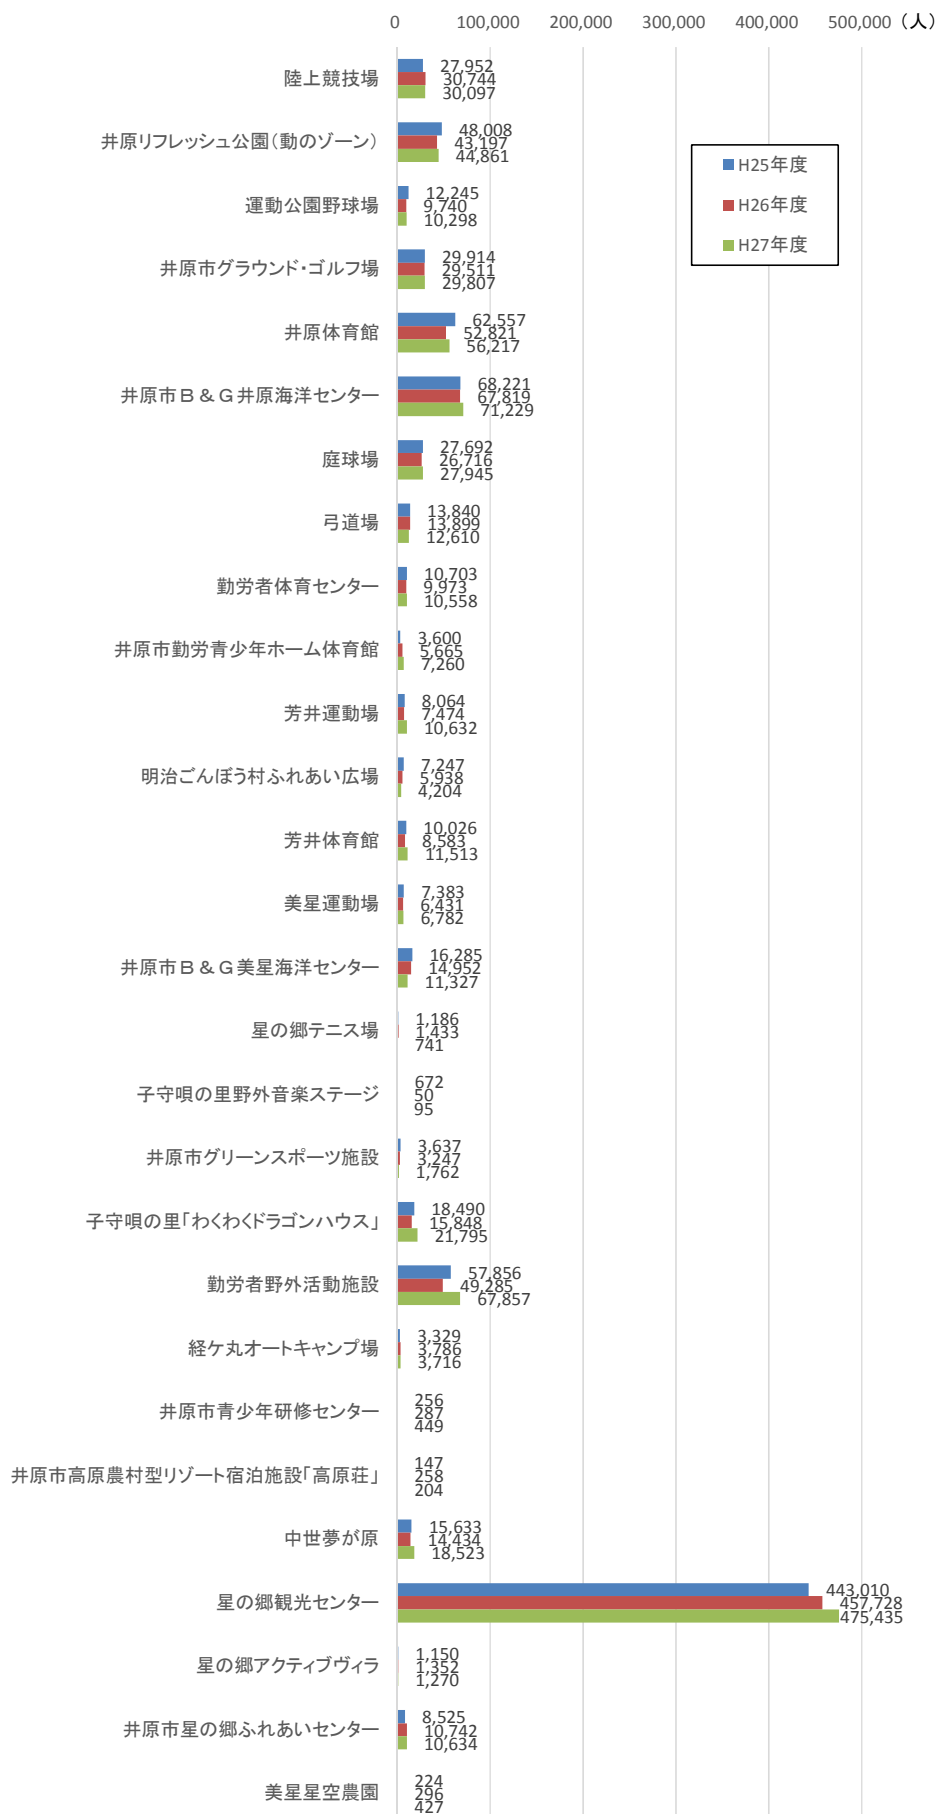 0 100,000 200,000 300,000 400,000 500,000 (人)
H25年度
H26年度
H27年度
陸上競技場
27,952
30,744
30,097
井原リフレッシュ公園(動のゾーン)
48,008
43,197
44,861
運動公園野球場
12,245
9,740
10,298
井原市グラウンド・ゴルフ場
29,914
29,511
29,807
井原体育館
62,557
52,821
56,217
井原市B&G井原海洋センター
68,221
67,819
71,229
庭球場
27,692
26,716
27,945
弓道場
13,840
13,899
12,610
勤労者体育センター
10,703
9,973
10,558
井原市勤労青少年ホーム体育館
3,600
5,665
7,260
芳井運動場
8,064
7,474
10,632
明治ごんぼう村ふれあい広場
7,247
5,938
4,204
芳井体育館
10,026
8,583
11,513
美星運動場
7,383
6,431
6,782
井原市B&G美星海洋センター
16,285
14,952
11,327
星の郷テニス場
1,186
1,433
741
子守唄の里野外音楽ステージ
672
50
95
井原市グリーンスポーツ施設
3,637
3,247
1,762
子守唄の里「わくわくドラゴンハウス」
18,490
15,848
21,795
勤労者野外活動施設
57,856
49,285
67,857
経ケ丸オートキャンプ場
3,329
3,786
3,716
井原市青少年研修センター
256
287
449
井原市高原農村型リゾート宿泊施設「高原荘」
147
258
204
中世夢が原
15,633
14,434
18,523
星の郷観光センター
443,010
457,728
475,435
星の郷アクティブヴィラ
1,150
1,352
1,270
井原市星の郷ふれあいセンター
8,525
10,742
10,634
美星星空農園
224
296
427